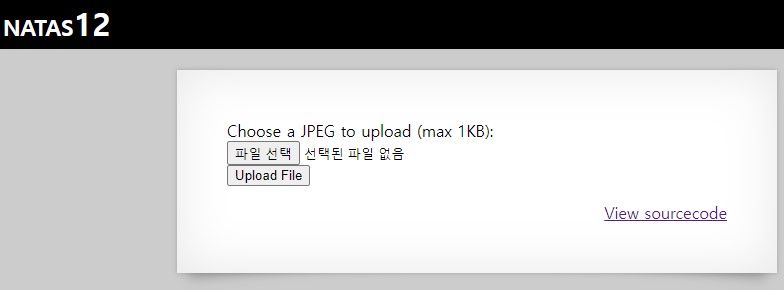 NATAS12
Choose a JPEG to upload (max 1KB):
파일 선택 선택된 파일 없음
Upload File
View sourcecode